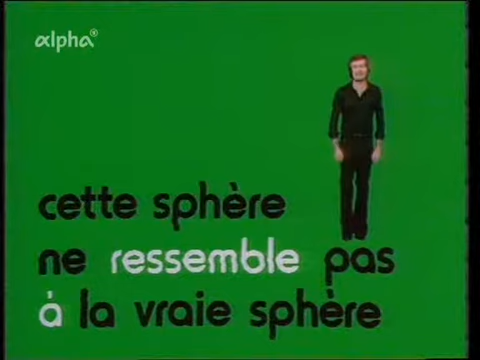 alpha
cette sphère
ne ressemble pas
à la vraie sphère